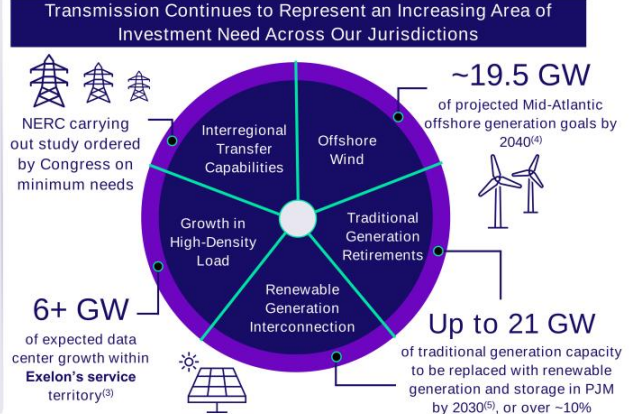 Transmission Continues to Represent an Increasing Area of
Investment Need Across Our Jurisdictions
NERC carrying
out study ordered
by Congress on
minimum needs
Interregional
Transfer
Capabilities
Offshore
Wind
~19.5 GW
of projected Mid-Atlantic
offshore generation goals by
2040(4)
Growth in
High-Density
Load
Traditional
Generation
Retirements
Renewable
Generation
Interconnection
6+ GW
of expected data
center growth within
Exelon's service
territory(3)
Up to 21 GW
of traditional generation capacity
to be replaced with renewable
generation and storage in PJM
by 2030(5), or over ~10%